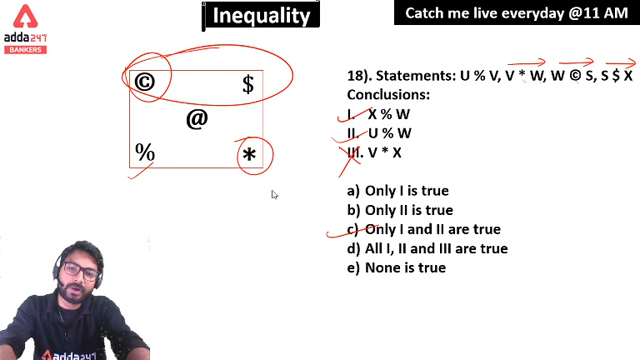 adda247
BANKERS
Inequality
Catch me live everyday @11 AM
© $
@
% *
18). Statements: U % V, V * W, W © S, S $ X
Conclusions:
I. X % W
II. U % W
III. V * X
a) Only I is true
b) Only II is true
c) Only I and II are true
d) All I, II and III are true
e) None is true
adda247